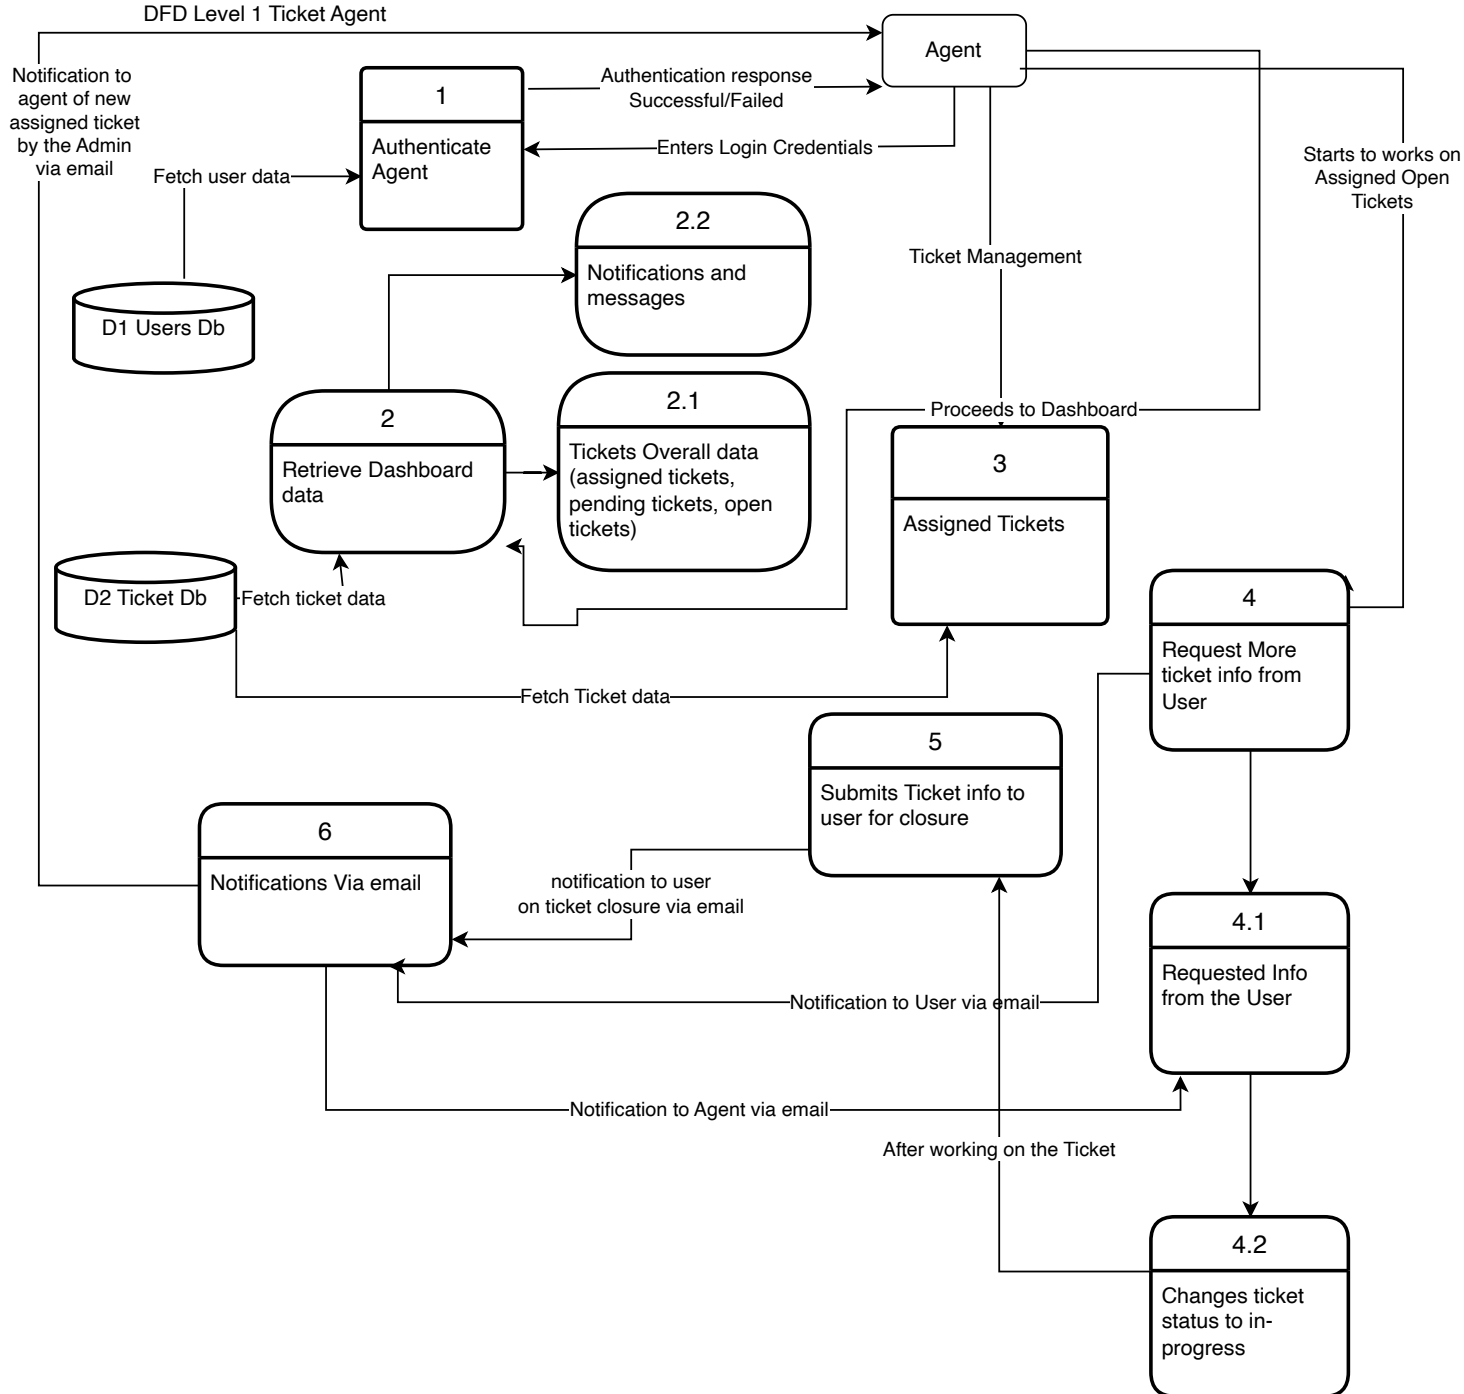 DFD Level 1 Ticket Agent
Agent
Notification to
agent of new
assigned ticket
by the Admin
via email
1
Authenticate
Agent
Authentication response
Successful/Failed
Enters Login Credentials
Fetch user data
Starts to works on
Assigned Open
Tickets
2.2
Notifications and
messages
Ticket Management
D1 Users Db
2
Retrieve Dashboard
data
2.1
Tickets Overall data
(assigned tickets,
pending tickets, open
tickets)
Proceeds to Dashboard
3
Assigned Tickets
D2 Ticket Db
Fetch ticket data
4
Request More
ticket info from
User
Fetch Ticket data
5
Submits Ticket info to
user for closure
6
Notifications Via email
notification to user
on ticket closure via email
4.1
Requested Info
from the User
Notification to User via email
Notification to Agent via email
After working on the Ticket
4.2
Changes ticket
status to in-
progress